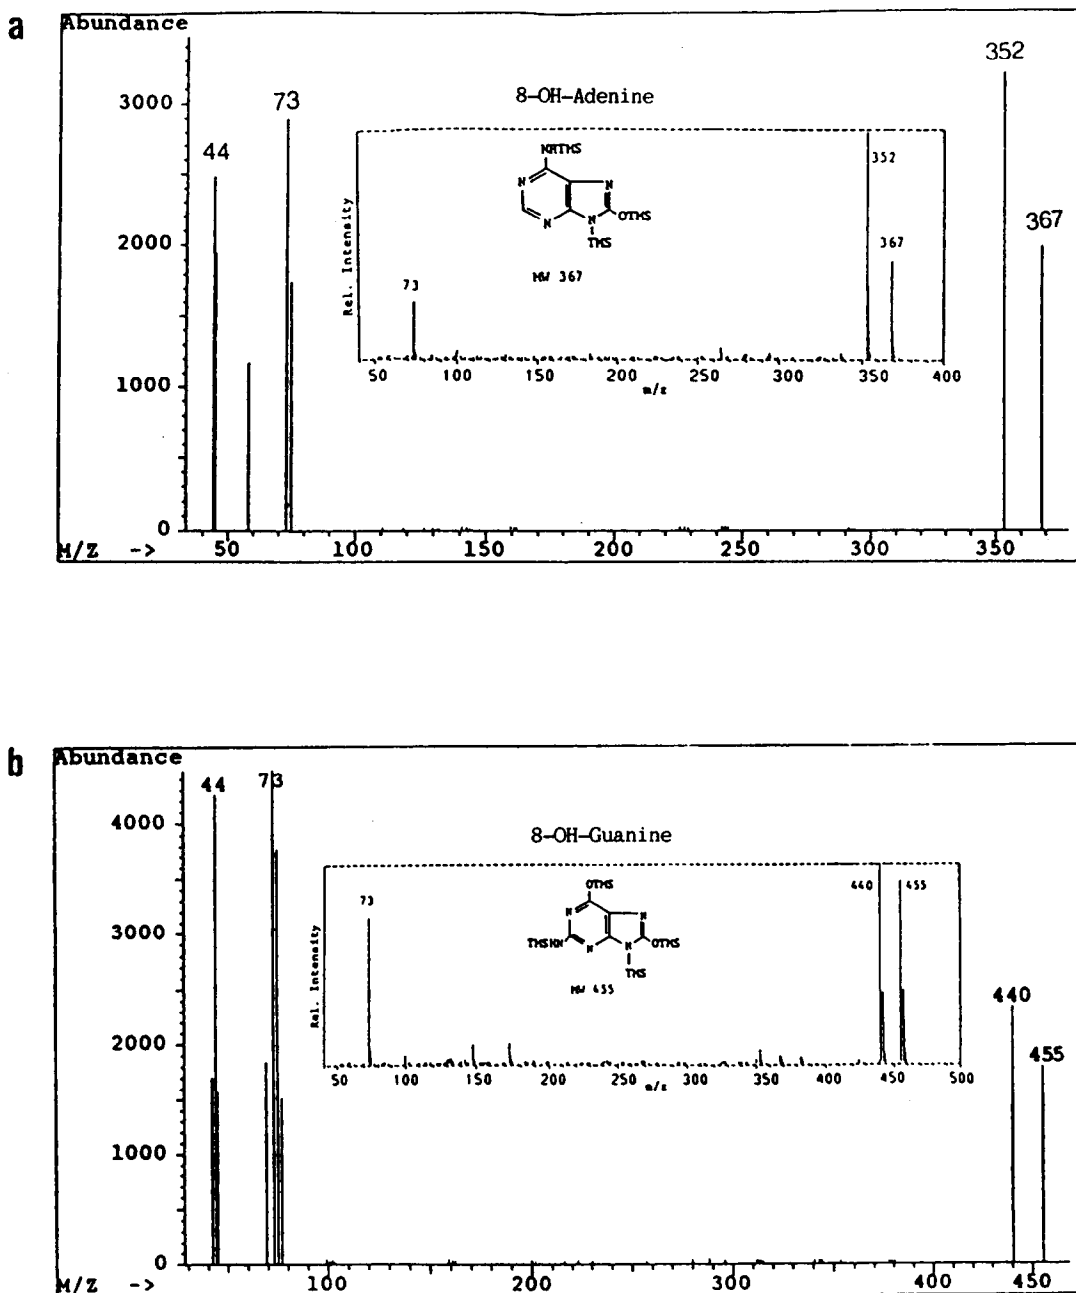 a
Abundance
3000
2000
1000
0
44
73
352
367
8-OH-Adenine
Rel. Intensity
73
352
367
NHTMS
N
N
N
N
OTMS
TMS
MW 367
50 100 150 200 250 300 350 400
m/z
M/Z -> 50 100 150 200 250 300 350
b
Abundance
4000
3000
2000
1000
0
44
73
440
455
8-OH-Guanine
Rel. Intensity
73
440
455
OTMS
N
N
TMSHN
N
N
OTMS
TMS
MW 455
50 100 150 200 250 300 350 400 450 500
m/z
M/Z -> 200 300 400 450